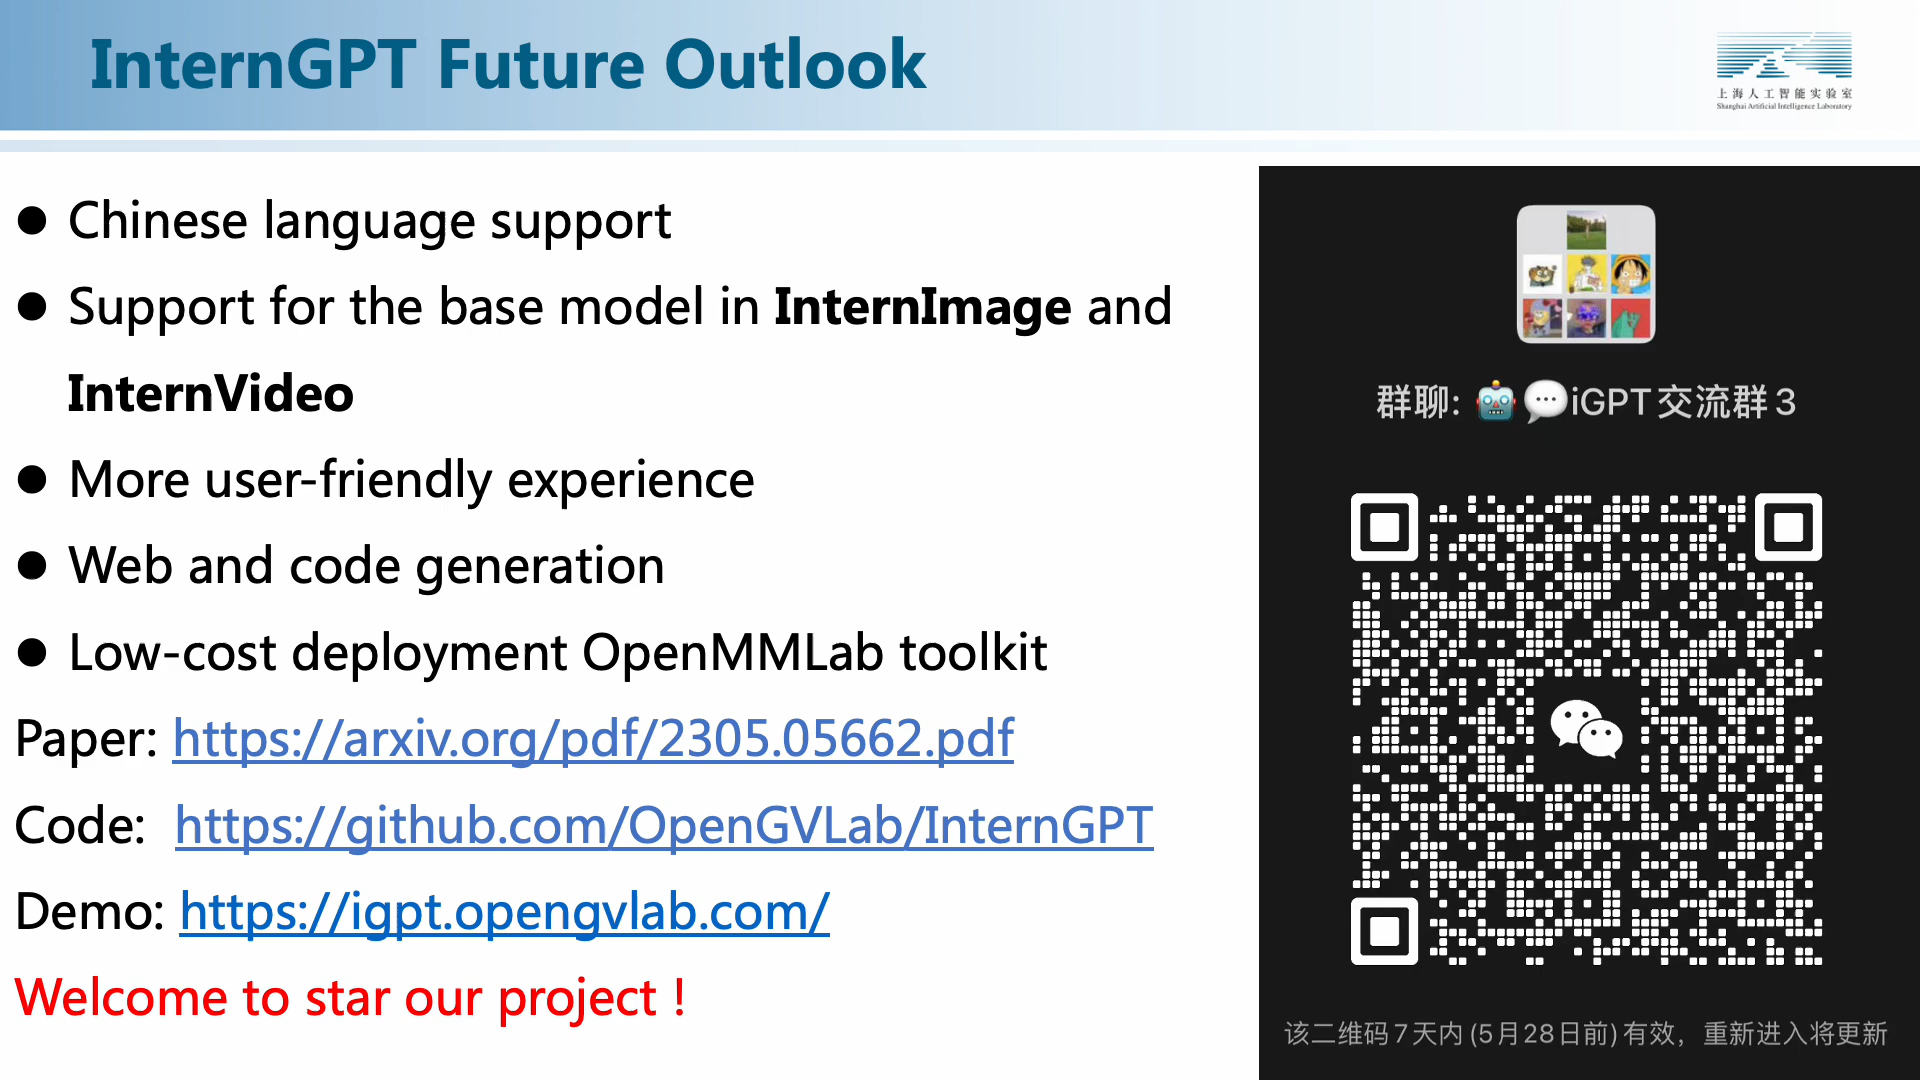 InternGPT Future Outlook
上海人工智能实验室
Shanghai Artificial Intelligence Laboratory
● Chinese language support
● Support for the base model in InternImage and
InternVideo
● More user-friendly experience
● Web and code generation
● Low-cost deployment OpenMMLab toolkit
Paper: https://arxiv.org/pdf/2305.05662.pdf
Code: https://github.com/OpenGVLab/InternGPT
Demo: https://igpt.opengvlab.com/
Welcome to star our project！
群聊: 🤖💬iGPT交流群3
该二维码7天内(5月28日前)有效，重新进入将更新